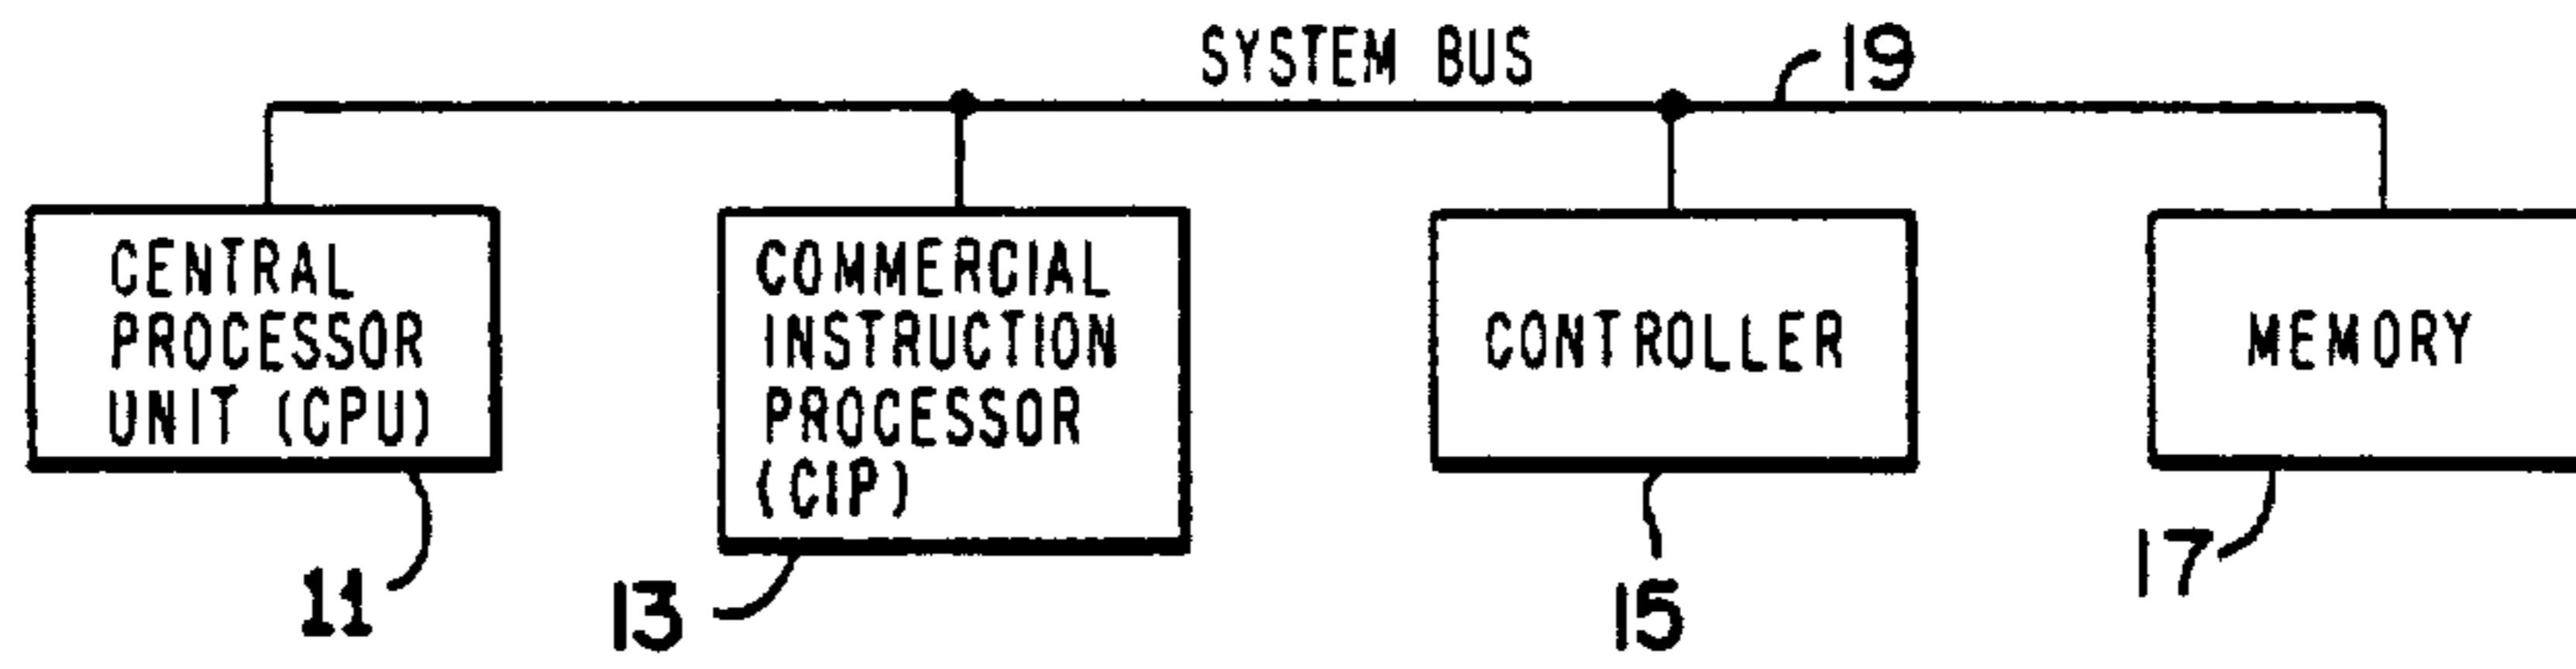 SYSTEM BUS
19
CENTRAL
PROCESSOR
UNIT (CPU)
11
COMMERCIAL
INSTRUCTION
PROCESSOR
(CIP)
13
CONTROLLER
15
MEMORY
17